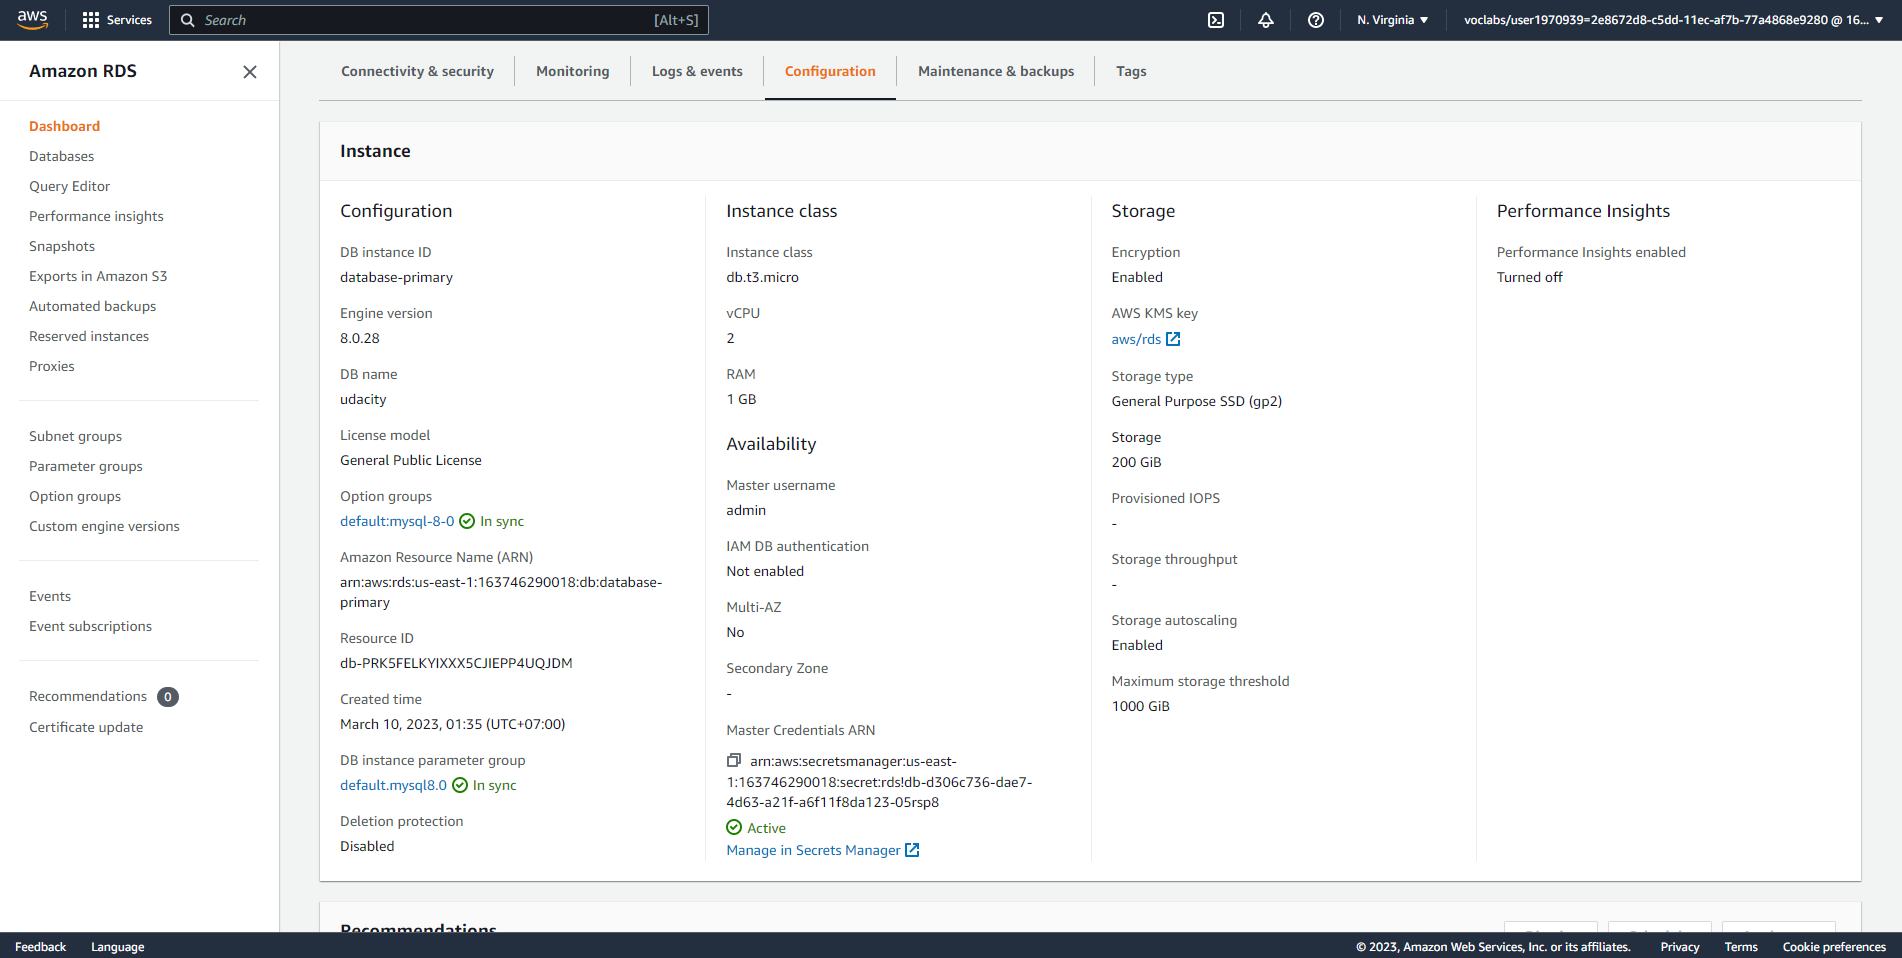 aws
Services
Search
[Alt+S]
N. Virginia
voclabs/user1970939=2e8672d8-c5dd-11ec-af7b-77a4868e9280 @ 16...
Amazon RDS
Dashboard
Databases
Query Editor
Performance insights
Snapshots
Exports in Amazon S3
Automated backups
Reserved instances
Proxies
Subnet groups
Parameter groups
Option groups
Custom engine versions
Events
Event subscriptions
Recommendations 0
Certificate update
Connectivity & security
Monitoring
Logs & events
Configuration
Maintenance & backups
Tags
Instance
Configuration
DB instance ID
database-primary
Engine version
8.0.28
DB name
udacity
License model
General Public License
Option groups
default:mysql-8-0 In sync
Amazon Resource Name (ARN)
arn:aws:rds:us-east-1:163746290018:db:database-
primary
Resource ID
db-PRK5FELKYIXXX5CJIEPP4UQJDM
Created time
March 10, 2023, 01:35 (UTC+07:00)
DB instance parameter group
default.mysql8.0 In sync
Deletion protection
Disabled
Instance class
Instance class
db.t3.micro
vCPU
2
RAM
1 GB
Availability
Master username
admin
IAM DB authentication
Not enabled
Multi-AZ
No
Secondary Zone
-
Master Credentials ARN
arn:aws:secretsmanager:us-east-
1:163746290018:secret:rds!db-d306c736-dae7-
4d63-a21f-a6f11f8da123-05rsp8
Active
Manage in Secrets Manager
Storage
Encryption
Enabled
AWS KMS key
aws/rds
Storage type
General Purpose SSD (gp2)
Storage
200 GiB
Provisioned IOPS
-
Storage throughput
-
Storage autoscaling
Enabled
Maximum storage threshold
1000 GiB
Performance Insights
Performance Insights enabled
Turned off
Recommendations
Feedback
Language
© 2023, Amazon Web Services, Inc. or its affiliates.
Privacy
Terms
Cookie preferences